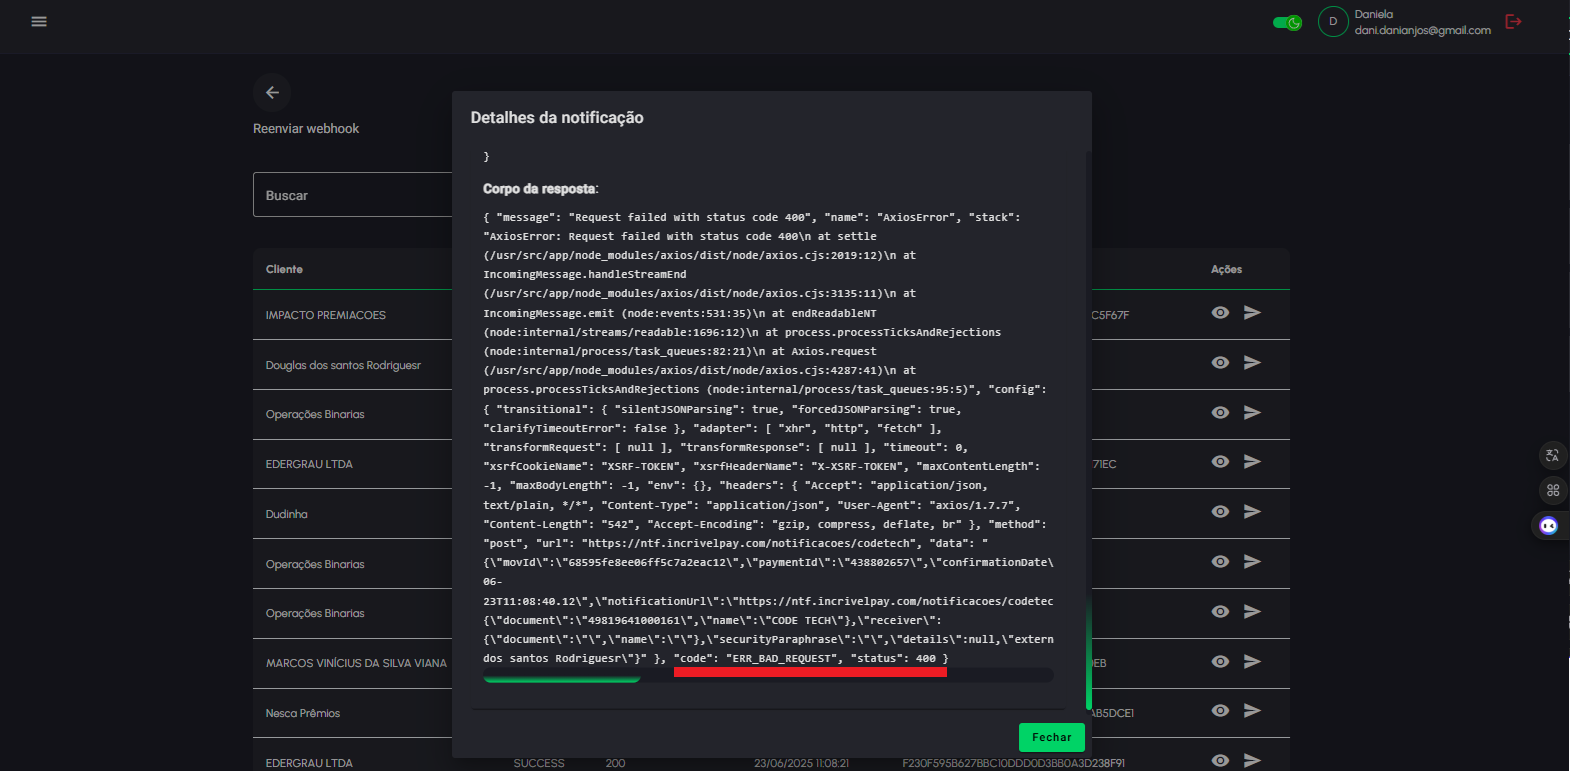 Daniela
D
dani.danianjos@gmail.com
Reenviar webhook
Detalhes da notificação
}
Buscar
Corpo da resposta:
{ "message": "Request failed with status code 400", "name": "AxiosError", "stack":
"AxiosError: Request failed with status code 400\n at settle
(/usr/src/app/node_modules/axios/dist/node/axios.cjs:2019:12)\n at
IncomingMessage.handleStreamEnd
(/usr/src/app/node_modules/axios/dist/node/axios.cjs:3135:11)\n at
IncomingMessage.emit (node:events:531:35)\n at endReadableNT
(node:internal/streams/readable:1696:12)\n at process.processTicksAndRejections
(node:internal/process/task_queues:82:21)\n at Axios.request
(/usr/src/app/node_modules/axios/dist/node/axios.cjs:4287:41)\n at
process.processTicksAndRejections (node:internal/process/task_queues:95:5)", "config":
{ "transitional": { "silentJSONParsing": true, "forcedJSONParsing": true,
"clarifyTimeoutError": false }, "adapter": [ "xhr", "http", "fetch" ],
"transformRequest": [ null ], "transformResponse": [ null ], "timeout": 0,
"xsrfCookieName": "XSRF-TOKEN", "xsrfHeaderName": "X-XSRF-TOKEN", "maxContentLength":
-1, "maxBodyLength": -1, "env": {}, "headers": { "Accept": "application/json,
text/plain, */*", "Content-Type": "application/json", "User-Agent": "axios/1.7.7",
"Content-Length": "542", "Accept-Encoding": "gzip, compress, deflate, br" }, "method":
"post", "url": "https://ntf.incrivelpay.com/notificacoes/codetech", "data": "
{\"movId\":\"68595fe8ee06ff5c7a2eac12\",\"paymentId\":\"438802657\",\"confirmationDate\
06-
23T11:08:40.12\",\"notificationUrl\":\"https://ntf.incrivelpay.com/notificacoes/codetec
{\"document\":\"49819641000161\",\"name\":\"CODE TECH\"},\"receiver\":
{\"document\":\"\",\"name\":\"\"},\"securityParaphrase\":\"\",\"details\":null,\"extern
dos santos Rodriguesr\"}" }, "code": "ERR_BAD_REQUEST", "status": 400 }
Fechar
Cliente
Ações
IMPACTO PREMIACOES
C5F67F
Douglas dos santos Rodriguesr
Operações Binarias
EDERGRAU LTDA
71EC
Dudinha
Operações Binarias
Operações Binarias
MARCOS VINÍCIUS DA SILVA VIANA
EB
Nesca Prêmios
AB5DCE1
EDERGRAU LTDA SUCCESS 200 23/06/2025 11:08:21 F230F595B627BBC10DDD0D3BB0A3D238F91